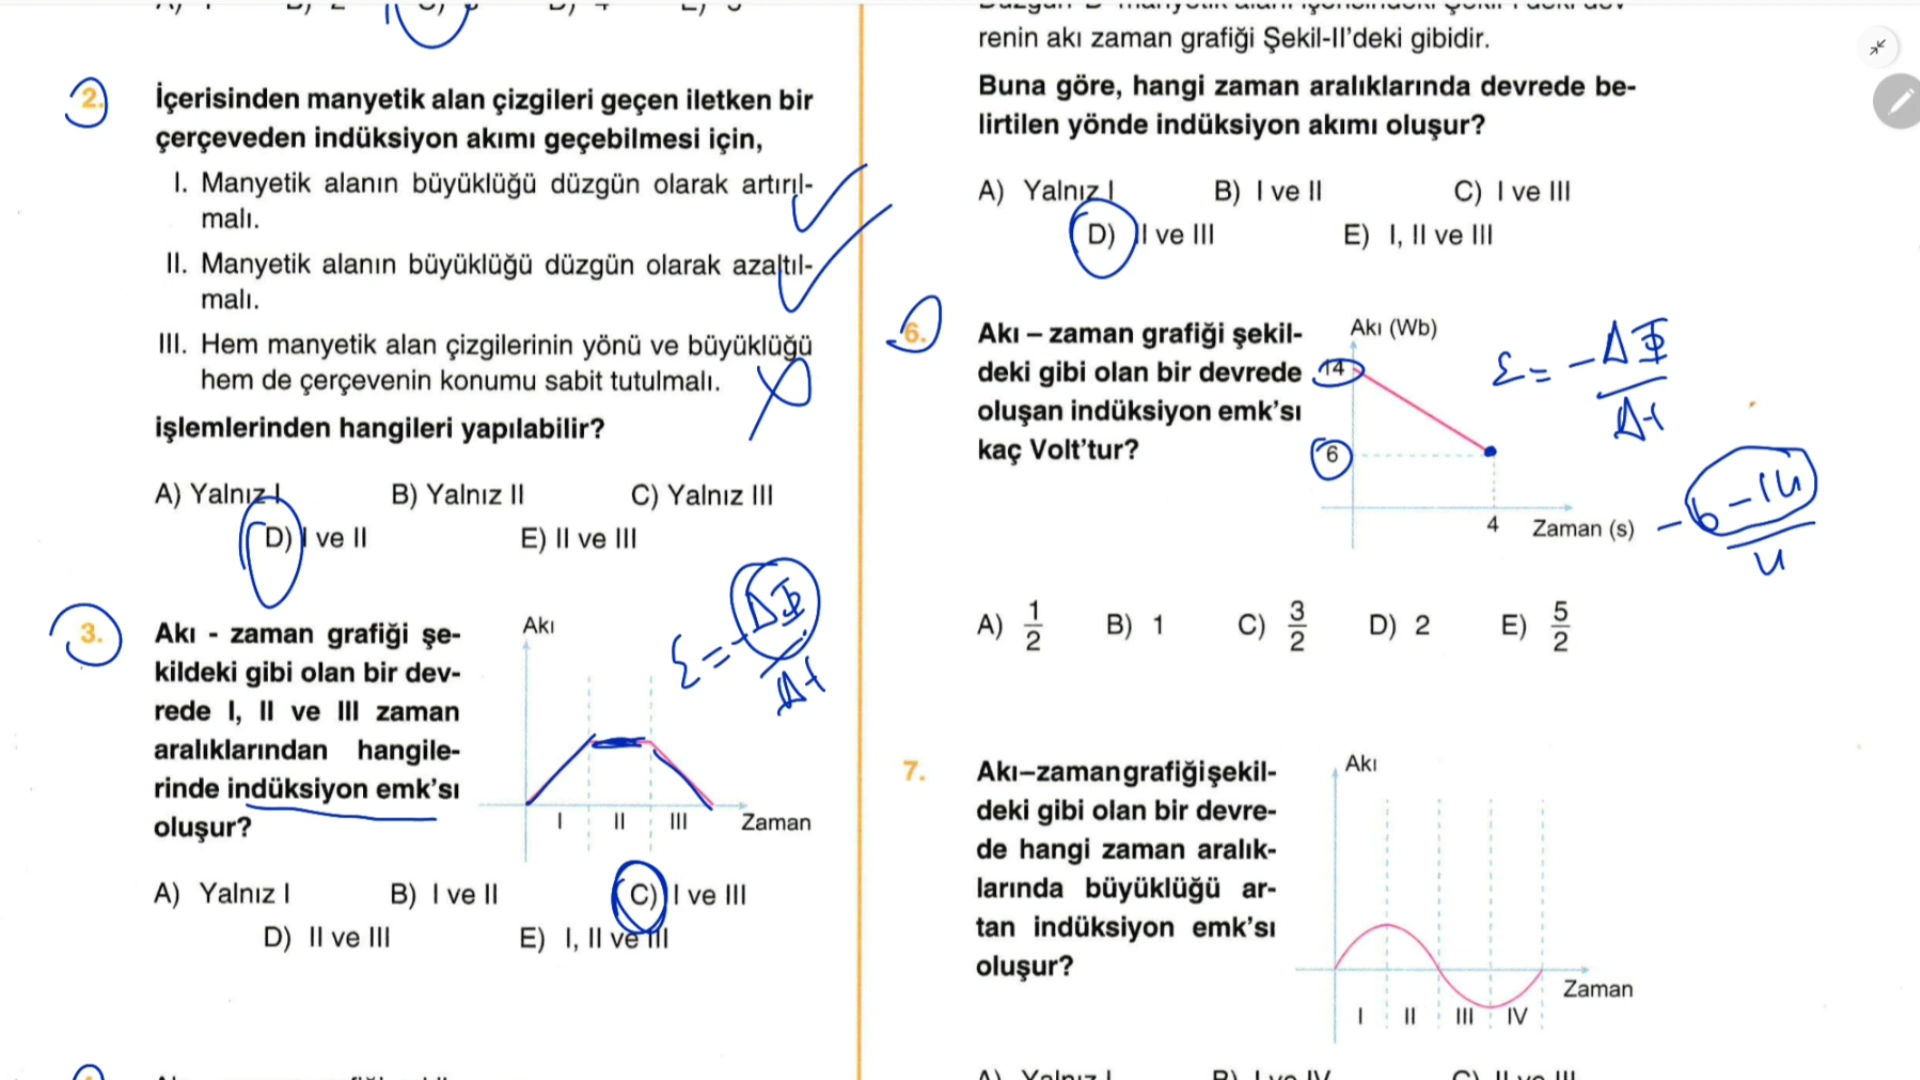 2.
İçerisinden manyetik alan çizgileri geçen iletken bir
çerçeveden indüksiyon akımı geçebilmesi için,
I. Manyetik alanın büyüklüğü düzgün olarak artırıl-
malı.
II. Manyetik alanın büyüklüğü düzgün olarak azaltıl-
malı.
III. Hem manyetik alan çizgilerinin yönü ve büyüklüğü
hem de çerçevenin konumu sabit tutulmalı.
işlemlerinden hangileri yapılabilir?
A) Yalnız I B) Yalnız II C) Yalnız III
D) I ve II E) II ve III
3.
Akı - zaman grafiği şe-
kildeki gibi olan bir dev-
rede I, II ve III zaman
aralıklarından hangile-
rinde indüksiyon emk'sı
oluşur?
Akı
I II III Zaman
ε = -ΔΦ
Δt
A) Yalnız I B) I ve II C) I ve III
D) II ve III E) I, II ve III
renin akı zaman grafiği Şekil-II'deki gibidir.
Buna göre, hangi zaman aralıklarında devrede be-
lirtilen yönde indüksiyon akımı oluşur?
A) Yalnız I B) I ve II C) I ve III
D) II ve III E) I, II ve III
6.
Akı – zaman grafiği şekil-
deki gibi olan bir devrede
oluşan indüksiyon emk'sı
kaç Volt'tur?
Akı (Wb)
14
6
4 Zaman (s)
ε = -ΔΦ
Δt
- 6-14
4
A) 1/2 B) 1 C) 3/2 D) 2 E) 5/2
7.
Akı–zaman grafiği şekil-
deki gibi olan bir devre-
de hangi zaman aralık-
larında büyüklüğü ar-
tan indüksiyon emk'sı
oluşur?
Akı
Zaman
I II III IV